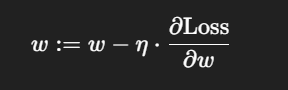 w := w − η · ∂Loss/∂w